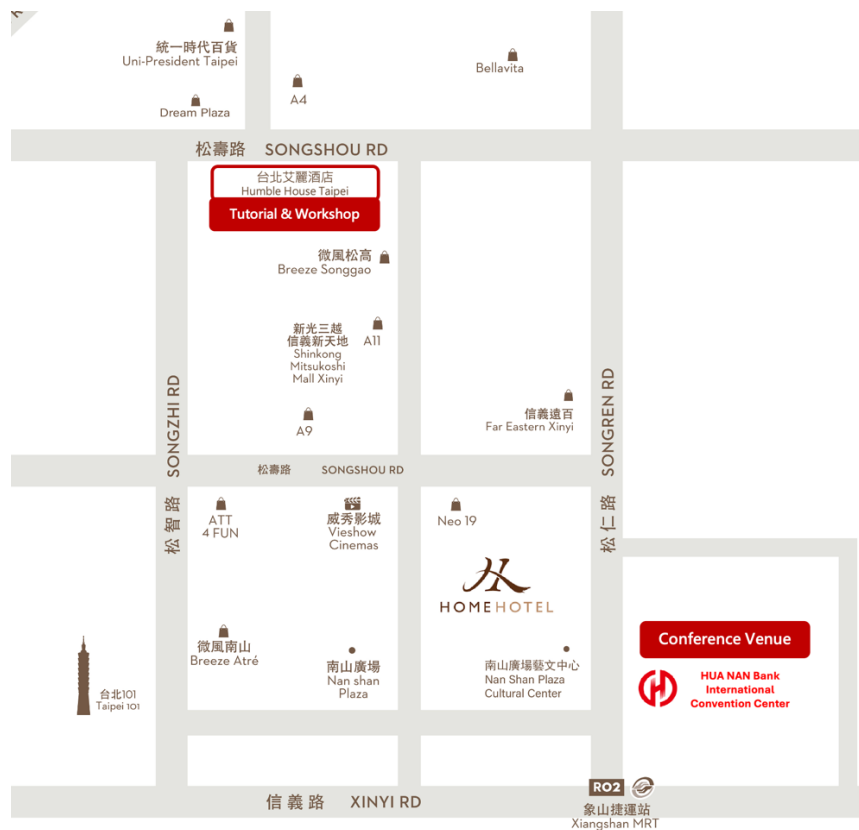 統一時代百貨
Uni-President Taipei
Dream Plaza
A4
Bellavita
松壽路 SONGSHOU RD
台北艾麗酒店
Humble House Taipei
Tutorial & Workshop
微風松高
Breeze Songgao
新光三越
信義新天地
Shinkong
Mitsukoshi
Mall Xinyi
A11
A9
信義遠百
Far Eastern Xinyi
松智路 SONGZHI RD
松仁路 SONGREN RD
松壽路 SONGSHOU RD
ATT
4 FUN
威秀影城
Vieshow
Cinemas
Neo 19
HOMEHOTEL
微風南山
Breeze Atré
南山廣場
Nan shan
Plaza
南山廣場藝文中心
Nan Shan Plaza
Cultural Center
Conference Venue
HUA NAN Bank
International
Convention Center
台北101
Taipei 101
信義路 XINYI RD
R02
象山捷運站
Xiangshan MRT